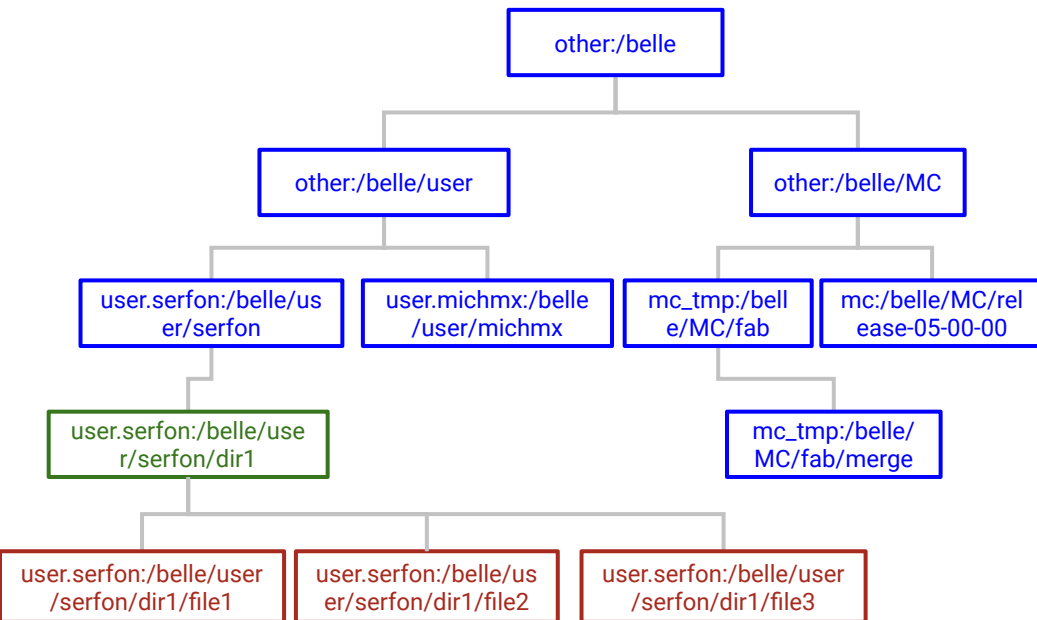 other:/belle
other:/belle/user
other:/belle/MC
user.serfon:/belle/us
er/serfon
user.michmx:/belle
/user/michmx
mc_tmp:/bell
e/MC/fab
mc:/belle/MC/rel
ease-05-00-00
user.serfon:/belle/use
r/serfon/dir1
mc_tmp:/belle/
MC/fab/merge
user.serfon:/belle/user
/serfon/dir1/file1
user.serfon:/belle/us
er/serfon/dir1/file2
user.serfon:/belle/user
/serfon/dir1/file3